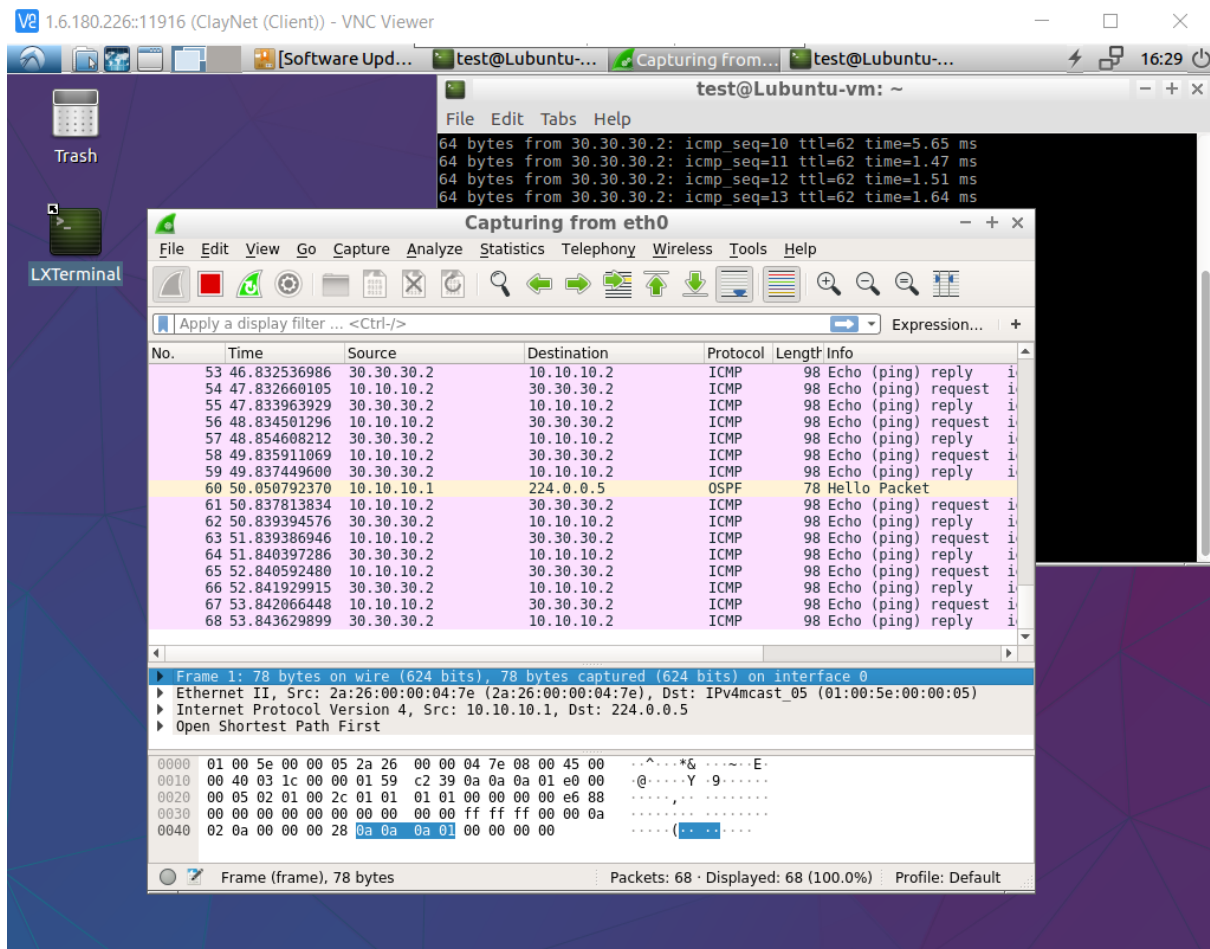 1.6.180.226::11916 (ClayNet (Client)) - VNC Viewer
[Software Upd... test@Lubuntu-... Capturing from... test@Lubuntu-... 16:29
Trash
LXTerminal
test@Lubuntu-vm: ~
File Edit Tabs Help
64 bytes from 30.30.30.2: icmp_seq=10 ttl=62 time=5.65 ms
64 bytes from 30.30.30.2: icmp_seq=11 ttl=62 time=1.47 ms
64 bytes from 30.30.30.2: icmp_seq=12 ttl=62 time=1.51 ms
64 bytes from 30.30.30.2: icmp_seq=13 ttl=62 time=1.64 ms
Capturing from eth0
File Edit View Go Capture Analyze Statistics Telephony Wireless Tools Help
Apply a display filter ... <Ctrl-/> Expression... +
No. Time Source Destination Protocol Length Info
53 46.832536986 30.30.30.2 10.10.10.2 ICMP 98 Echo (ping) reply
54 47.832660105 10.10.10.2 30.30.30.2 ICMP 98 Echo (ping) request
55 47.833963929 30.30.30.2 10.10.10.2 ICMP 98 Echo (ping) reply
56 48.834501296 10.10.10.2 30.30.30.2 ICMP 98 Echo (ping) request
57 48.854608212 30.30.30.2 10.10.10.2 ICMP 98 Echo (ping) reply
58 49.835911069 10.10.10.2 30.30.30.2 ICMP 98 Echo (ping) request
59 49.837449600 30.30.30.2 10.10.10.2 ICMP 98 Echo (ping) reply
60 50.050792370 10.10.10.1 224.0.0.5 OSPF 78 Hello Packet
61 50.837813834 10.10.10.2 30.30.30.2 ICMP 98 Echo (ping) request
62 50.839394576 30.30.30.2 10.10.10.2 ICMP 98 Echo (ping) reply
63 51.839386946 10.10.10.2 30.30.30.2 ICMP 98 Echo (ping) request
64 51.840397286 30.30.30.2 10.10.10.2 ICMP 98 Echo (ping) reply
65 52.840592480 10.10.10.2 30.30.30.2 ICMP 98 Echo (ping) request
66 52.841929915 30.30.30.2 10.10.10.2 ICMP 98 Echo (ping) reply
67 53.842066448 10.10.10.2 30.30.30.2 ICMP 98 Echo (ping) request
68 53.843629899 30.30.30.2 10.10.10.2 ICMP 98 Echo (ping) reply
Frame 1: 78 bytes on wire (624 bits), 78 bytes captured (624 bits) on interface 0
Ethernet II, Src: 2a:26:00:00:04:7e (2a:26:00:00:04:7e), Dst: IPv4mcast_05 (01:00:5e:00:00:05)
Internet Protocol Version 4, Src: 10.10.10.1, Dst: 224.0.0.5
Open Shortest Path First
0000 01 00 5e 00 00 05 2a 26 00 00 04 7e 08 00 45 00 ··^···*& ···~··E·
0010 00 40 03 1c 00 00 01 59 c2 39 0a 0a 0a 01 e0 00 ·@·····Y ·9······
0020 00 05 02 01 00 2c 01 01 01 01 00 00 00 00 e6 88 ·····,·· ········
0030 00 00 00 00 00 00 00 00 00 00 ff ff ff 00 00 0a ········ ········
0040 02 0a 00 00 00 28 0a 0a 0a 01 00 00 00 00 ·····(·· ······
Frame (frame), 78 bytes Packets: 68 · Displayed: 68 (100.0%) Profile: Default